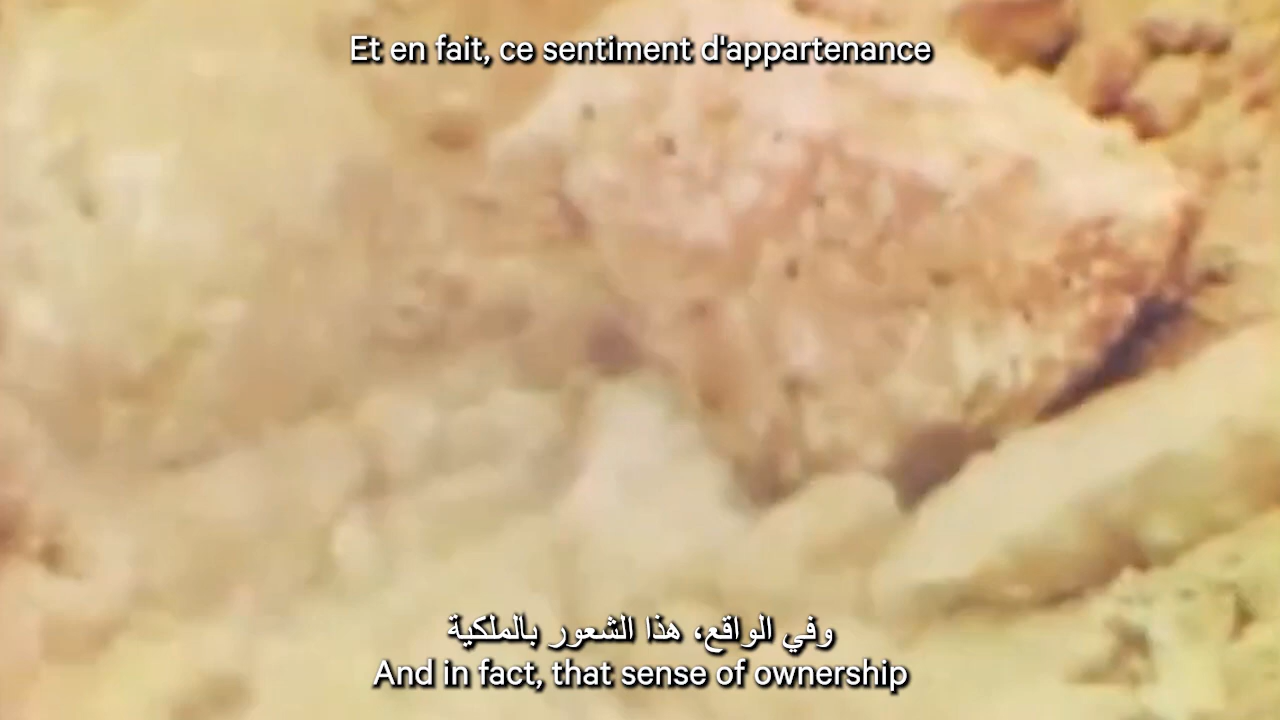 Et en fait, ce sentiment d'appartenance
وفي الواقع، هذا الشعور بالملكية
And in fact, that sense of ownership